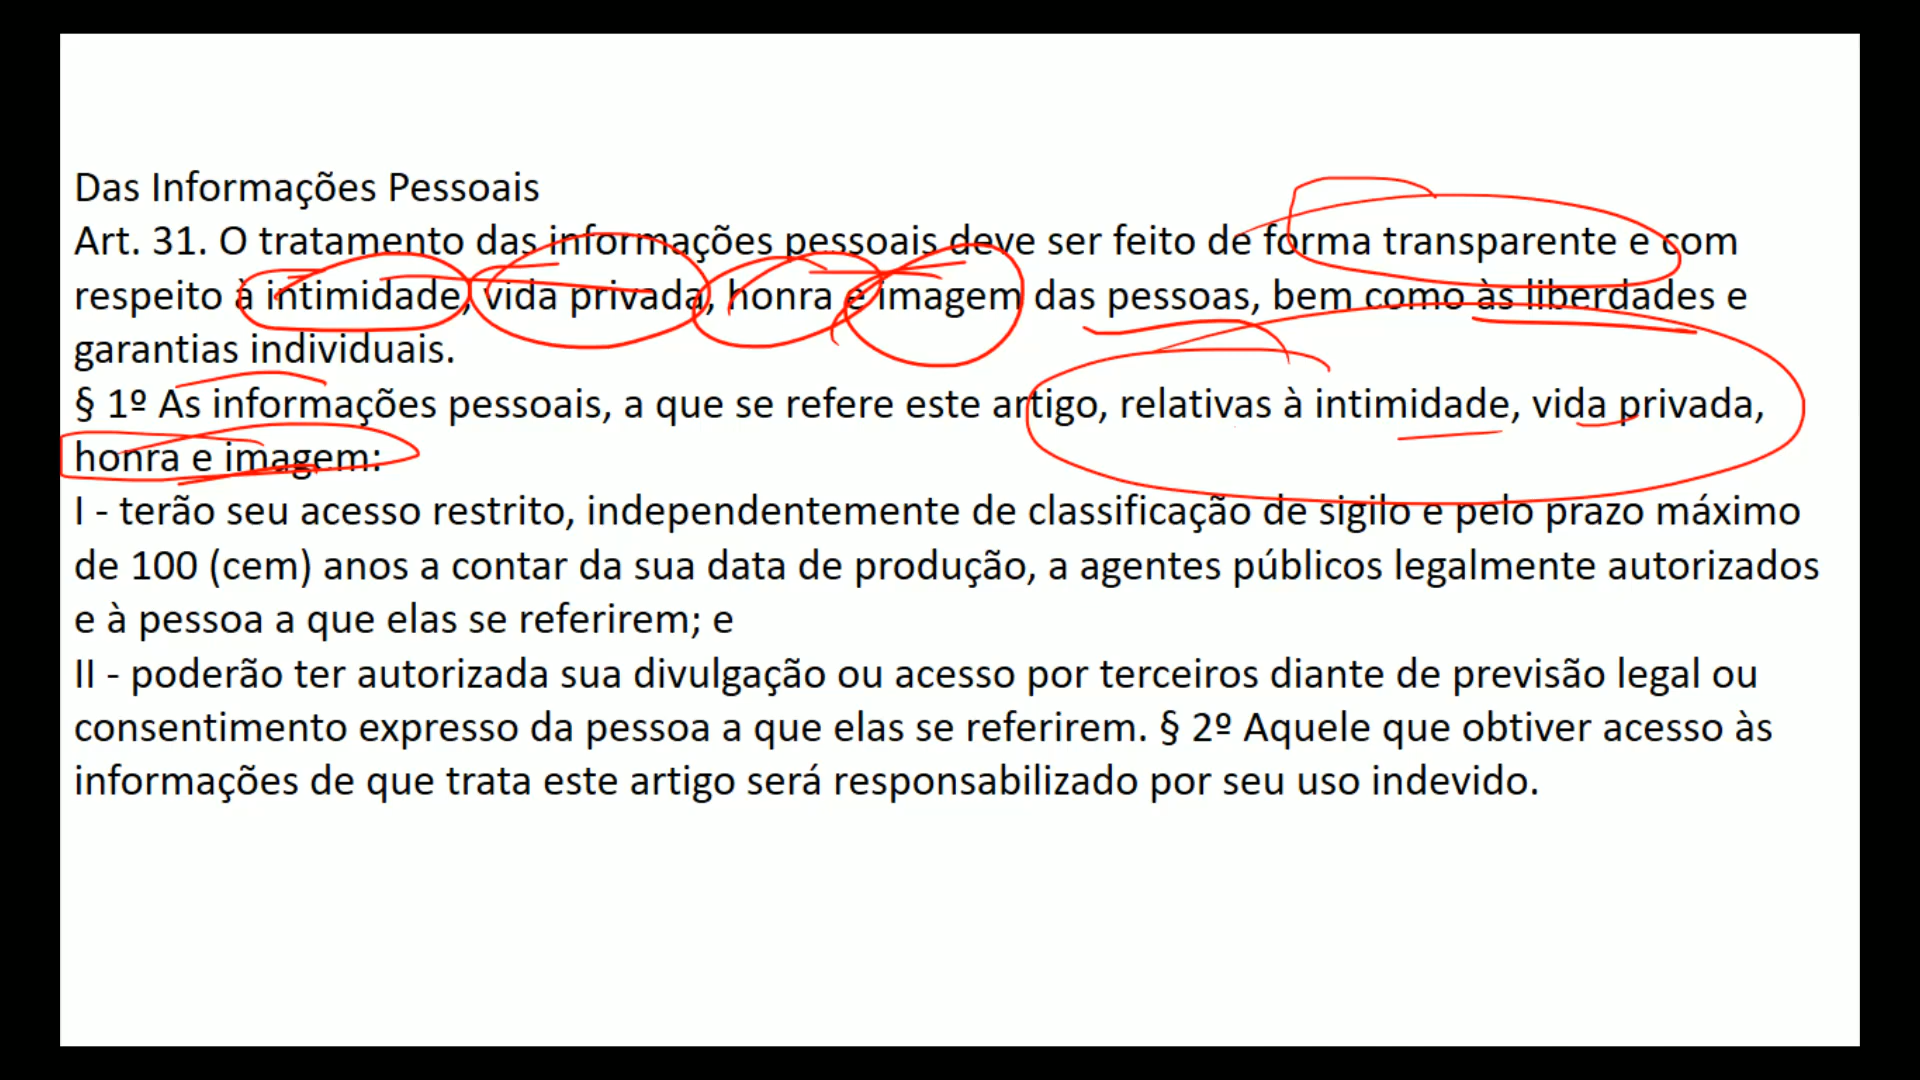 Das Informações Pessoais
Art. 31. O tratamento das informações pessoais deve ser feito de forma transparente e com
respeito à intimidade, vida privada, honra e imagem das pessoas, bem como às liberdades e
garantias individuais.
§ 1º As informações pessoais, a que se refere este artigo, relativas à intimidade, vida privada,
honra e imagem:
I - terão seu acesso restrito, independentemente de classificação de sigilo e pelo prazo máximo
de 100 (cem) anos a contar da sua data de produção, a agentes públicos legalmente autorizados
e à pessoa a que elas se referirem; e
II - poderão ter autorizada sua divulgação ou acesso por terceiros diante de previsão legal ou
consentimento expresso da pessoa a que elas se referirem. § 2º Aquele que obtiver acesso às
informações de que trata este artigo será responsabilizado por seu uso indevido.